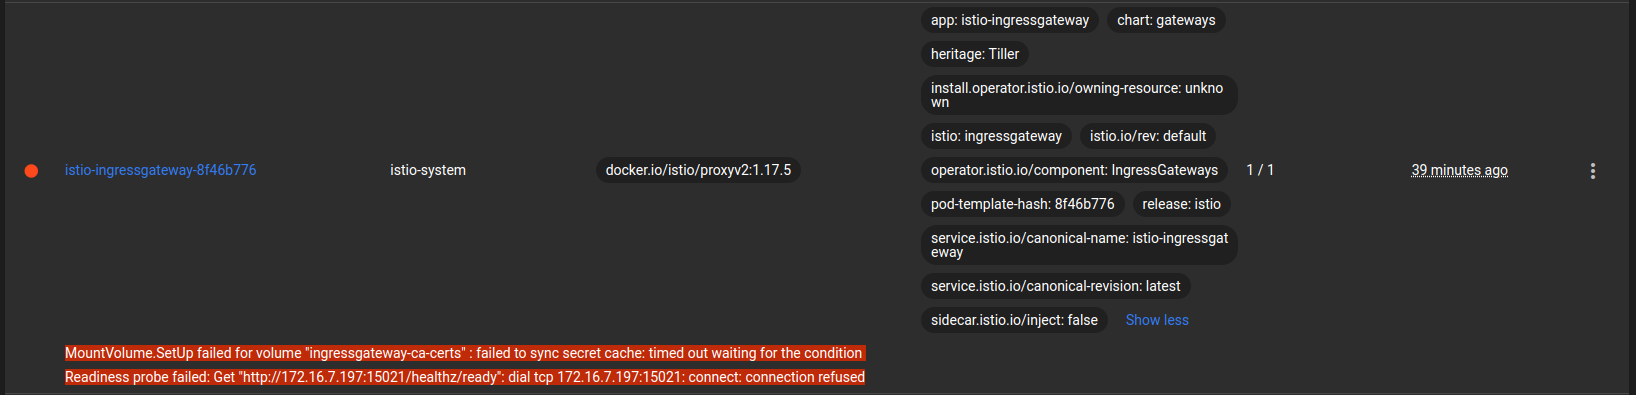 app: istio-ingressgateway
chart: gateways
heritage: Tiller
install.operator.istio.io/owning-resource: unkno
wn
istio: ingressgateway
istio.io/rev: default
istio-ingressgateway-8f46b776
istio-system
docker.io/istio/proxyv2:1.17.5
operator.istio.io/component: IngressGateways
1 / 1
39 minutes ago
pod-template-hash: 8f46b776
release: istio
service.istio.io/canonical-name: istio-ingressgat
eway
service.istio.io/canonical-revision: latest
sidecar.istio.io/inject: false
Show less
MountVolume.SetUp failed for volume "ingressgateway-ca-certs" : failed to sync secret cache: timed out waiting for the condition
Readiness probe failed: Get "http://172.16.7.197:15021/healthz/ready": dial tcp 172.16.7.197:15021: connect: connection refused